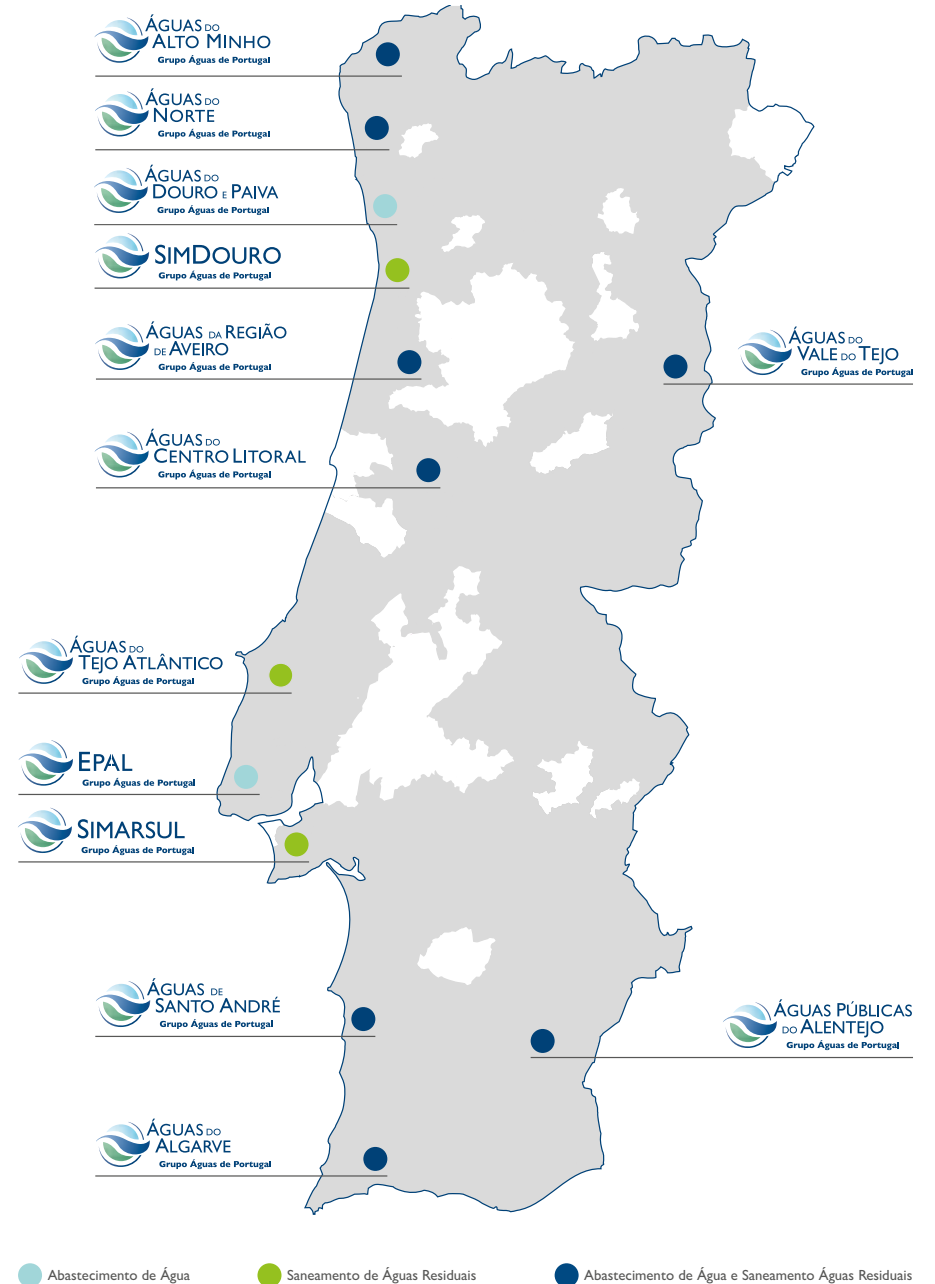 ÁGUAS DO
ALTO MINHO
Grupo Águas de Portugal
ÁGUAS DO
NORTE
Grupo Águas de Portugal
ÁGUAS DO
DOURO E PAIVA
Grupo Águas de Portugal
SIMDOURO
Grupo Águas de Portugal
ÁGUAS DA REGIÃO
DE AVEIRO
Grupo Águas de Portugal
ÁGUAS DO
VALE DO TEJO
Grupo Águas de Portugal
ÁGUAS DO
CENTRO LITORAL
Grupo Águas de Portugal
ÁGUAS DO
TEJO ATLÂNTICO
Grupo Águas de Portugal
EPAL
Grupo Águas de Portugal
SIMARSUL
Grupo Águas de Portugal
ÁGUAS DE
SANTO ANDRÉ
Grupo Águas de Portugal
ÁGUAS PÚBLICAS
DO ALENTEJO
Grupo Águas de Portugal
ÁGUAS DO
ALGARVE
Grupo Águas de Portugal
Abastecimento de Água
Saneamento de Águas Residuais
Abastecimento de Água e Saneamento Águas Residuais